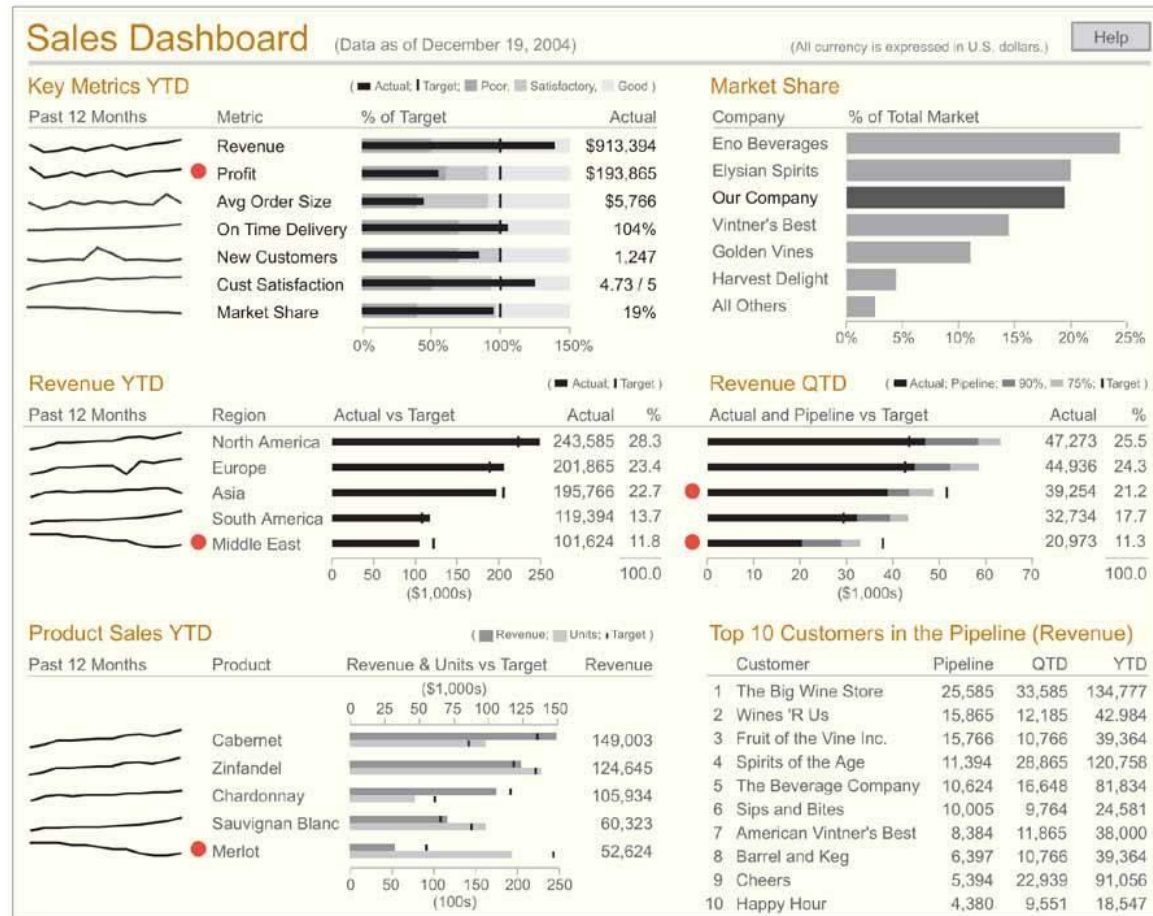 Sales Dashboard (Data as of December 19, 2004) (All currency is expressed in U.S. dollars.) Help
Key Metrics YTD ( Actual; Target; Poor, Satisfactory, Good )
Past 12 Months Metric % of Target Actual
Revenue $913,394
Profit $193,865
Avg Order Size $5,766
On Time Delivery 104%
New Customers 1,247
Cust Satisfaction 4.73 / 5
Market Share 19%
0% 50% 100% 150%
Market Share
Company % of Total Market
Eno Beverages
Elysian Spirits
Our Company
Vintner's Best
Golden Vines
Harvest Delight
All Others
0% 5% 10% 15% 20% 25%
Revenue YTD ( Actual; Target )
Past 12 Months Region Actual vs Target Actual %
North America 243,585 28.3
Europe 201,865 23.4
Asia 195,766 22.7
South America 119,394 13.7
Middle East 101,624 11.8
0 50 100 150 200 250 100.0
($1,000s)
Revenue QTD ( Actual; Pipeline: 90%, 75%; Target )
Actual and Pipeline vs Target Actual %
47,273 25.5
44,936 24.3
39,254 21.2
32,734 17.7
20,973 11.3
0 10 20 30 40 50 60 70 100.0
($1,000s)
Product Sales YTD ( Revenue; Units; Target )
Past 12 Months Product Revenue & Units vs Target Revenue
($1,000s)
0 25 50 75 100 125 150
Cabernet 149,003
Zinfandel 124,645
Chardonnay 105,934
Sauvignan Blanc 60,323
Merlot 52,624
0 50 100 150 200 250
(100s)
Top 10 Customers in the Pipeline (Revenue)
Customer Pipeline QTD YTD
1 The Big Wine Store 25,585 33,585 134,777
2 Wines 'R Us 15,865 12,185 42.984
3 Fruit of the Vine Inc. 15,766 10,766 39,364
4 Spirits of the Age 11,394 28,865 120,758
5 The Beverage Company 10,624 16,648 81,834
6 Sips and Bites 10,005 9,764 24,581
7 American Vintner's Best 8,384 11,865 38,000
8 Barrel and Keg 6,397 10,766 39,364
9 Cheers 5,394 22,939 91,056
10 Happy Hour 4,380 9,551 18,547